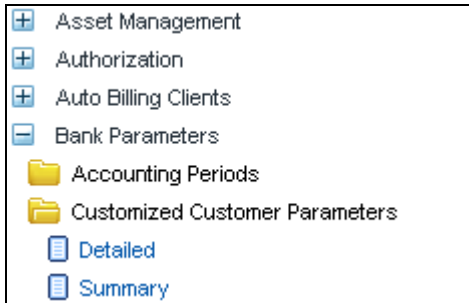 Asset Management
Authorization
Auto Billing Clients
Bank Parameters
Accounting Periods
Customized Customer Parameters
Detailed
Summary